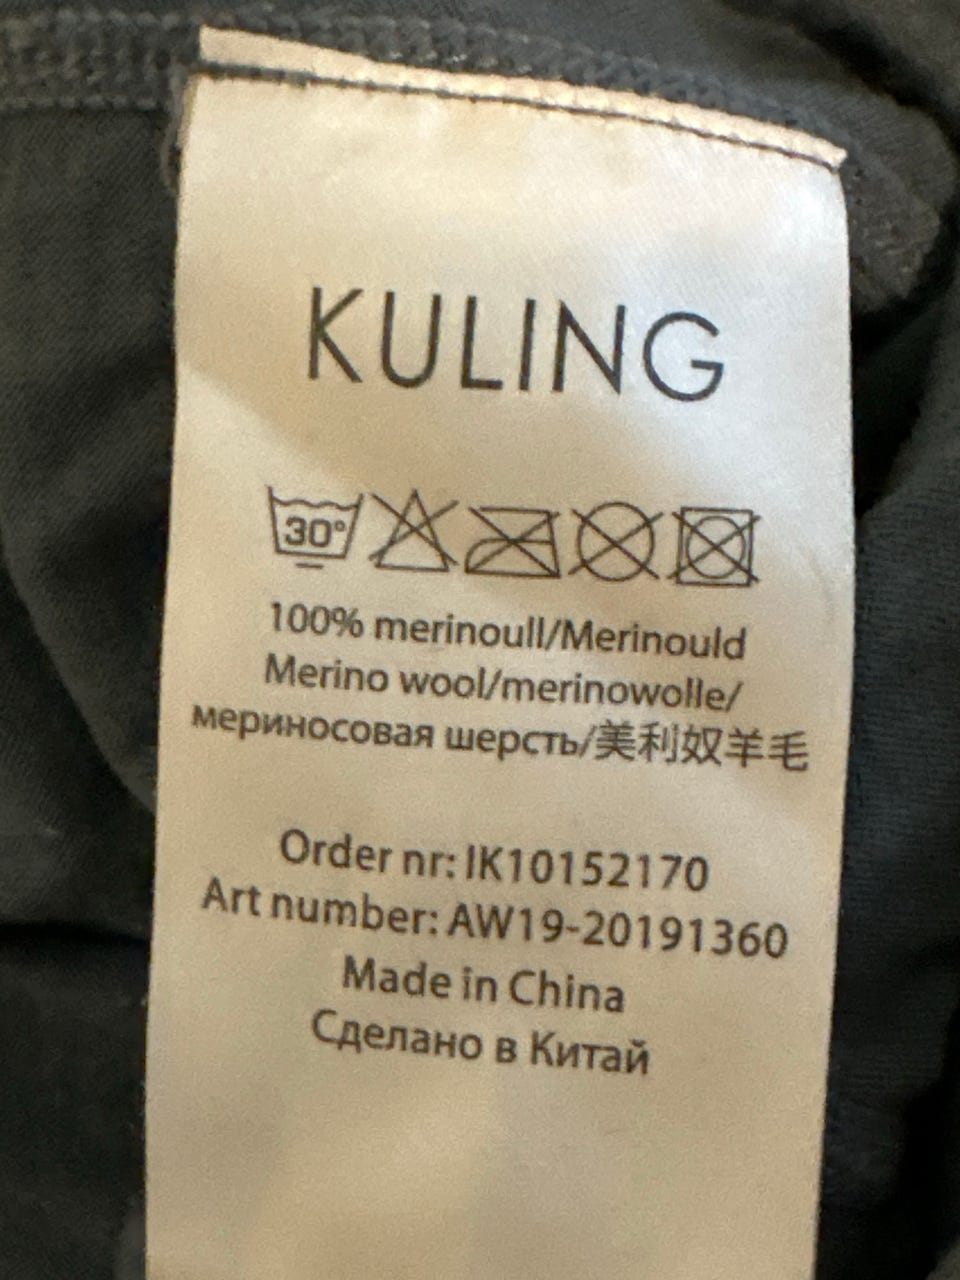 KULING
30°
100% merinoull/Merinould
Merino wool/merinowolle/
мериносовая шерсть/美利奴羊毛
Order nr: IK10152170
Art number: AW19-20191360
Made in China
Сделано в Китай